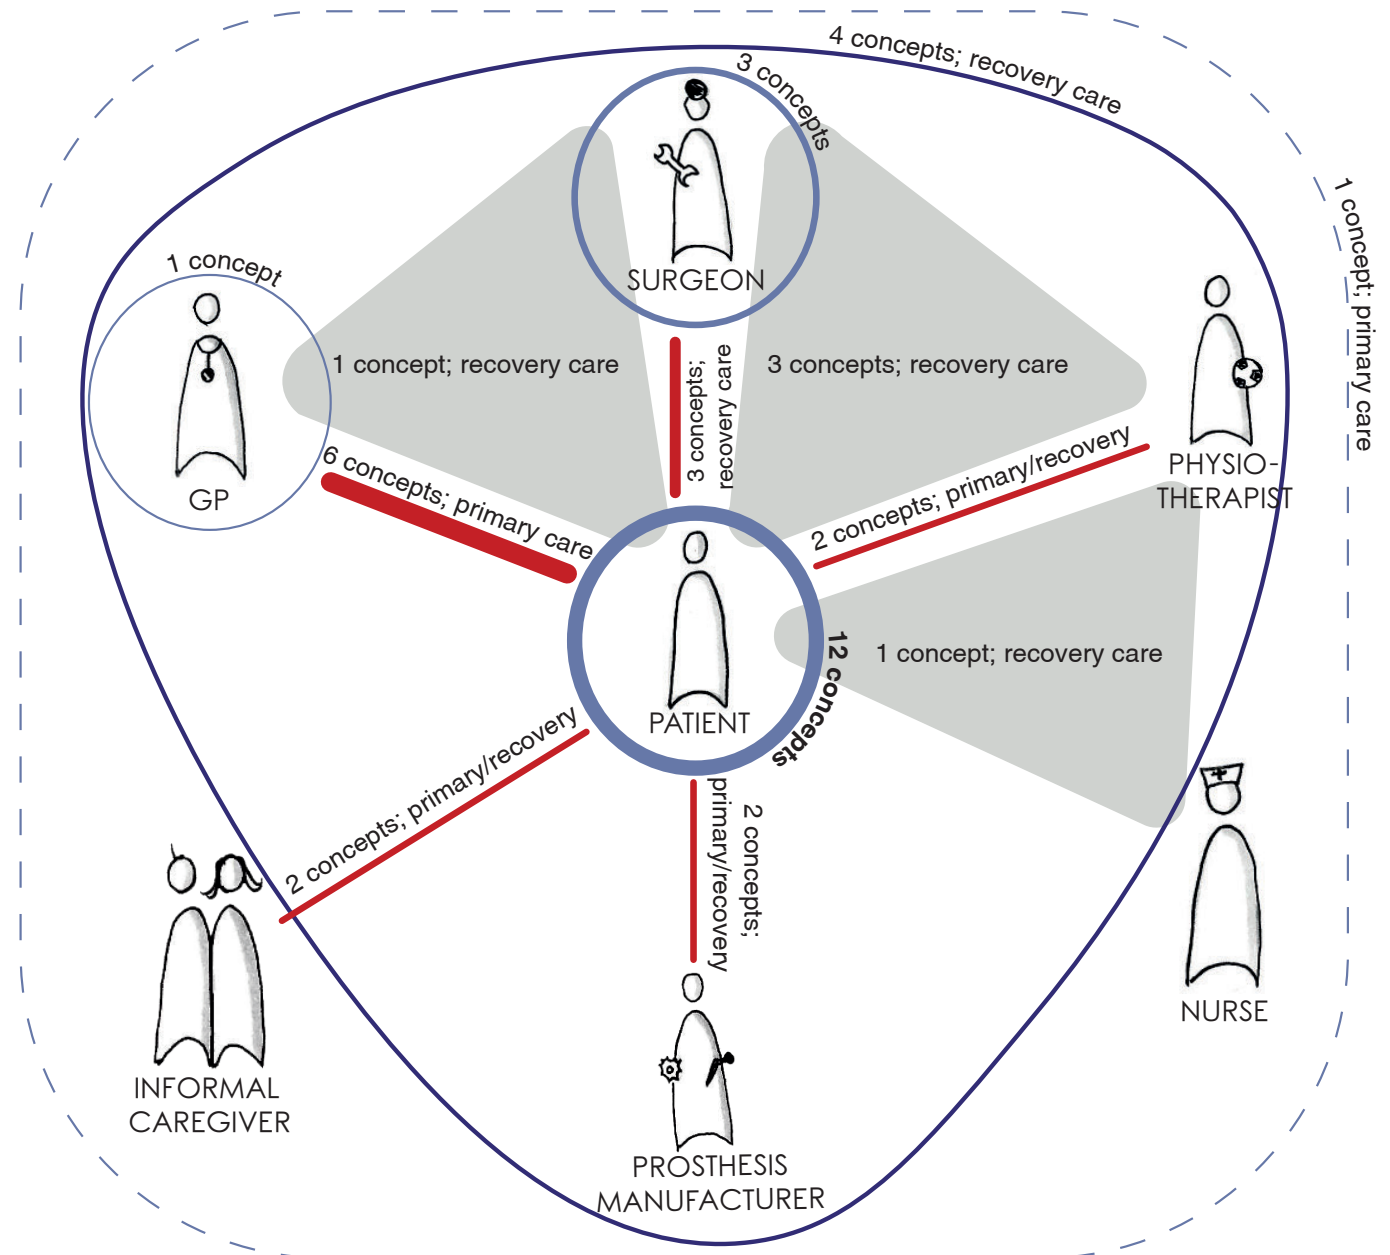 4 concepts; recovery care
3 concepts
1 concept; primary care
1 concept
SURGEON
1 concept; recovery care
3 concepts;
recovery care
3 concepts; recovery care
GP
6 concepts; primary care
2 concepts; primary/recovery
PHYSIO-
THERAPIST
PATIENT
12 concepts
1 concept; recovery care
2 concepts; primary/recovery
2 concepts;
primary/recovery
NURSE
INFORMAL
CAREGIVER
PROSTHESIS
MANUFACTURER